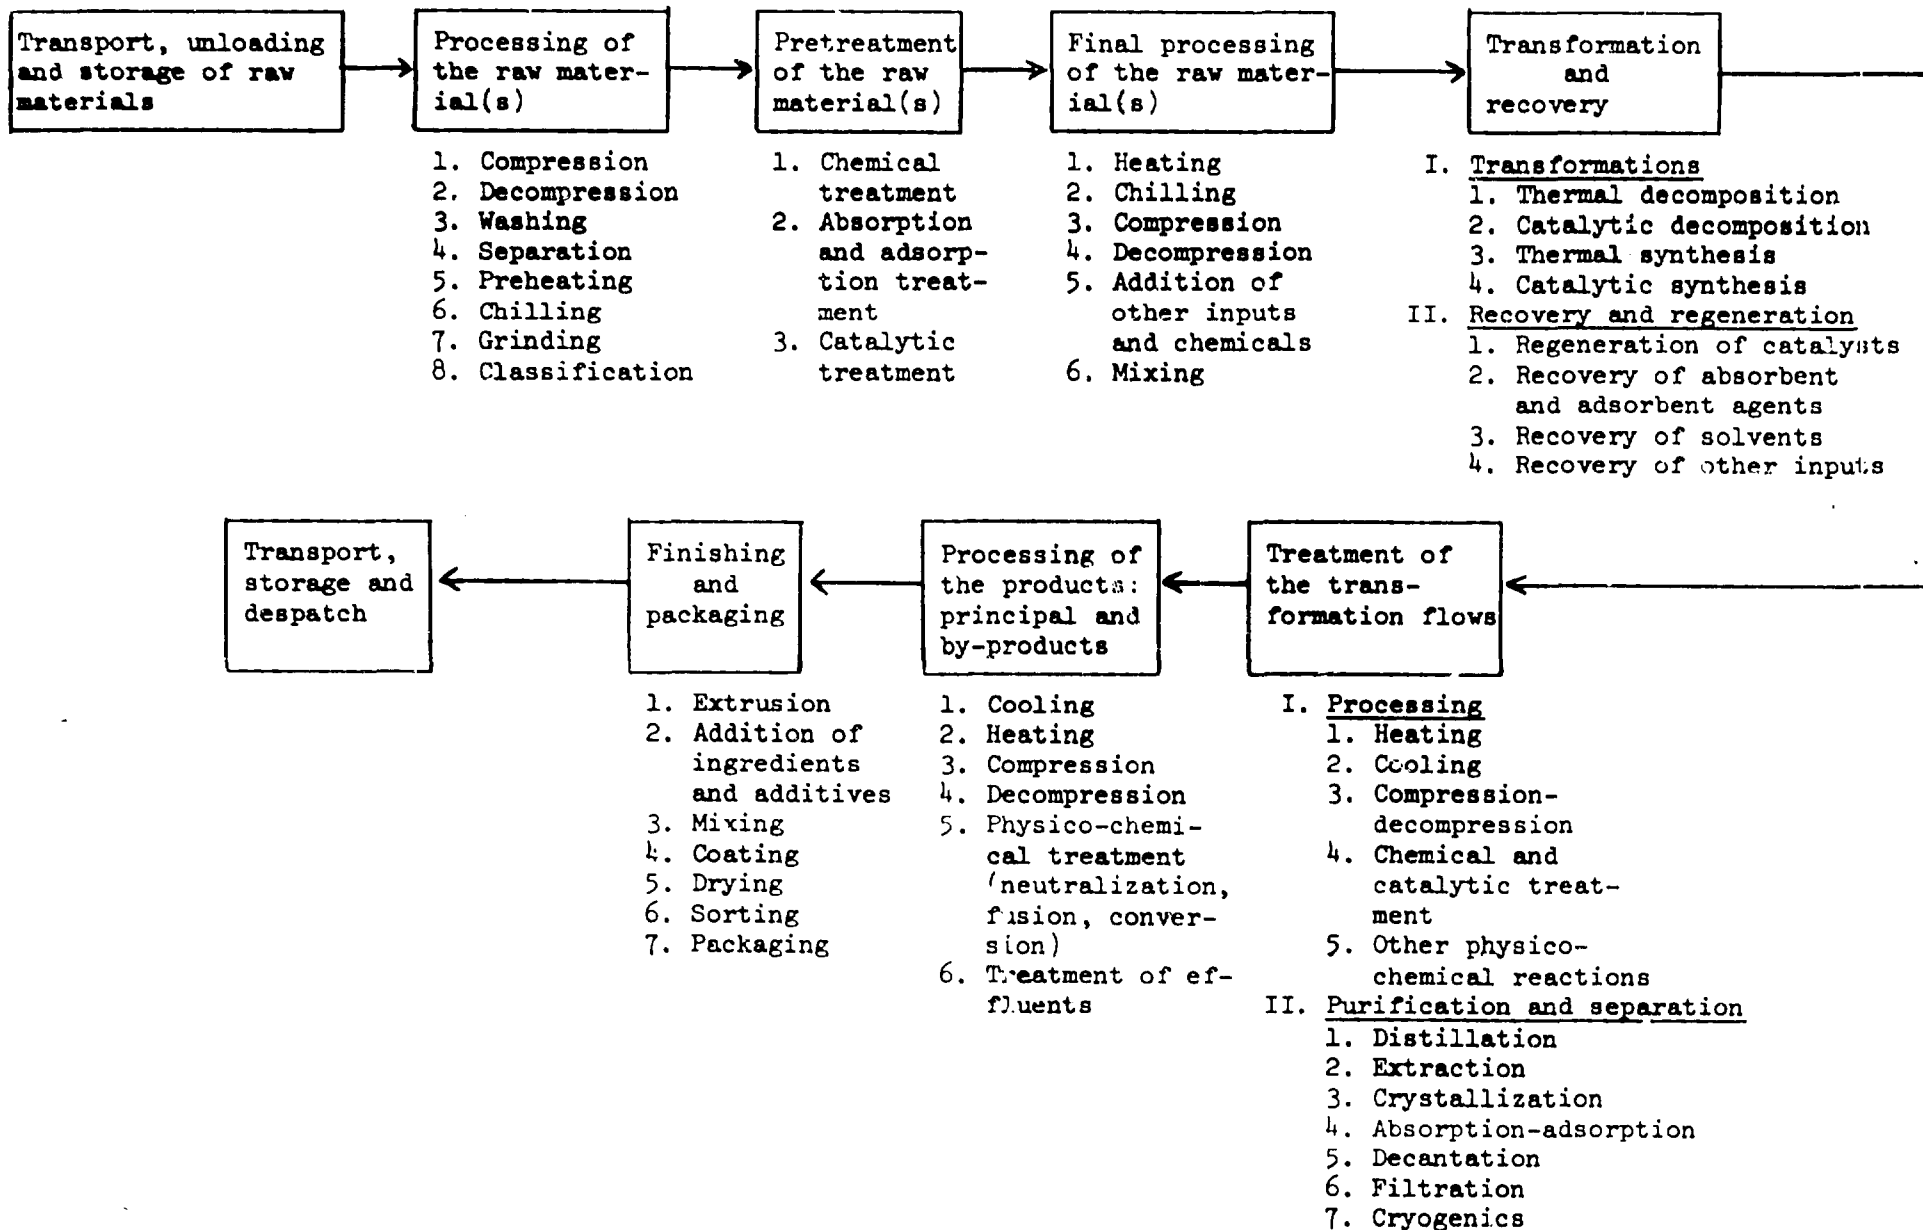 Transport, unloading
and storage of raw
materials
Processing of
the raw mater-
ial(s)
1. Compression
2. Decompression
3. Washing
4. Separation
5. Preheating
6. Chilling
7. Grinding
8. Classification
Pretreatment
of the raw
material(s)
1. Chemical
treatment
2. Absorption
and adsorp-
tion treat-
ment
3. Catalytic
treatment
Final processing
of the raw mater-
ial(s)
1. Heating
2. Chilling
3. Compression
4. Decompression
5. Addition of
other inputs
and chemicals
6. Mixing
Transformation
and
recovery
I. Transformations
1. Thermal decomposition
2. Catalytic decomposition
3. Thermal synthesis
4. Catalytic synthesis
II. Recovery and regeneration
1. Regeneration of catalysts
2. Recovery of absorbent
and adsorbent agents
3. Recovery of solvents
4. Recovery of other inputs
Treatment of
the trans-
formation flows
I. Processing
1. Heating
2. Cooling
3. Compression-
decompression
4. Chemical and
catalytic treat-
ment
5. Other physico-
chemical reactions
II. Purification and separation
1. Distillation
2. Extraction
3. Crystallization
4. Absorption-adsorption
5. Decantation
6. Filtration
7. Cryogenics
Processing of
the products:
principal and
by-products
1. Cooling
2. Heating
3. Compression
4. Decompression
5. Physico-chemi-
cal treatment
(neutralization,
fusion, conver-
sion)
6. Treatment of ef-
fluents
Finishing
and
packaging
1. Extrusion
2. Addition of
ingredients
and additives
3. Mixing
4. Coating
5. Drying
6. Sorting
7. Packaging
Transport,
storage and
despatch